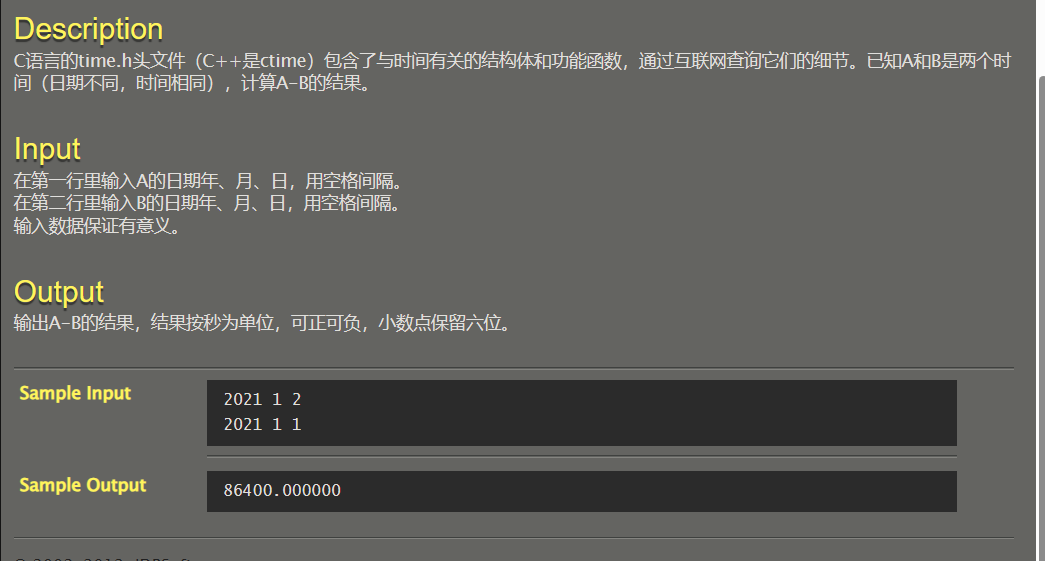 Description
C语言的time.h头文件（C++是ctime）包含了与时间有关的结构体和功能函数，通过互联网查询它们的细节。已知A和B是两个时
间（日期不同，时间相同），计算A-B的结果。
Input
在第一行里输入A的日期年、月、日，用空格间隔。
在第二行里输入B的日期年、月、日，用空格间隔。
输入数据保证有意义。
Output
输出A-B的结果，结果按秒为单位，可正可负，小数点保留六位。
Sample Input
2021 1 2
2021 1 1
Sample Output
86400.000000